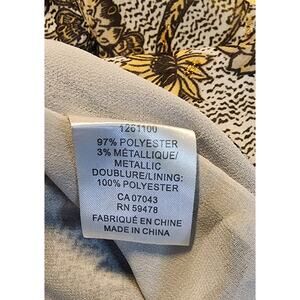 1261100
97% POLYESTER
3% MÉTALLIQUE/
METALLIC
DOUBLURE/LINING:
100% POLYESTER
CA 07043
RN 59478
FABRIQUÉ EN CHINE
MADE IN CHINA